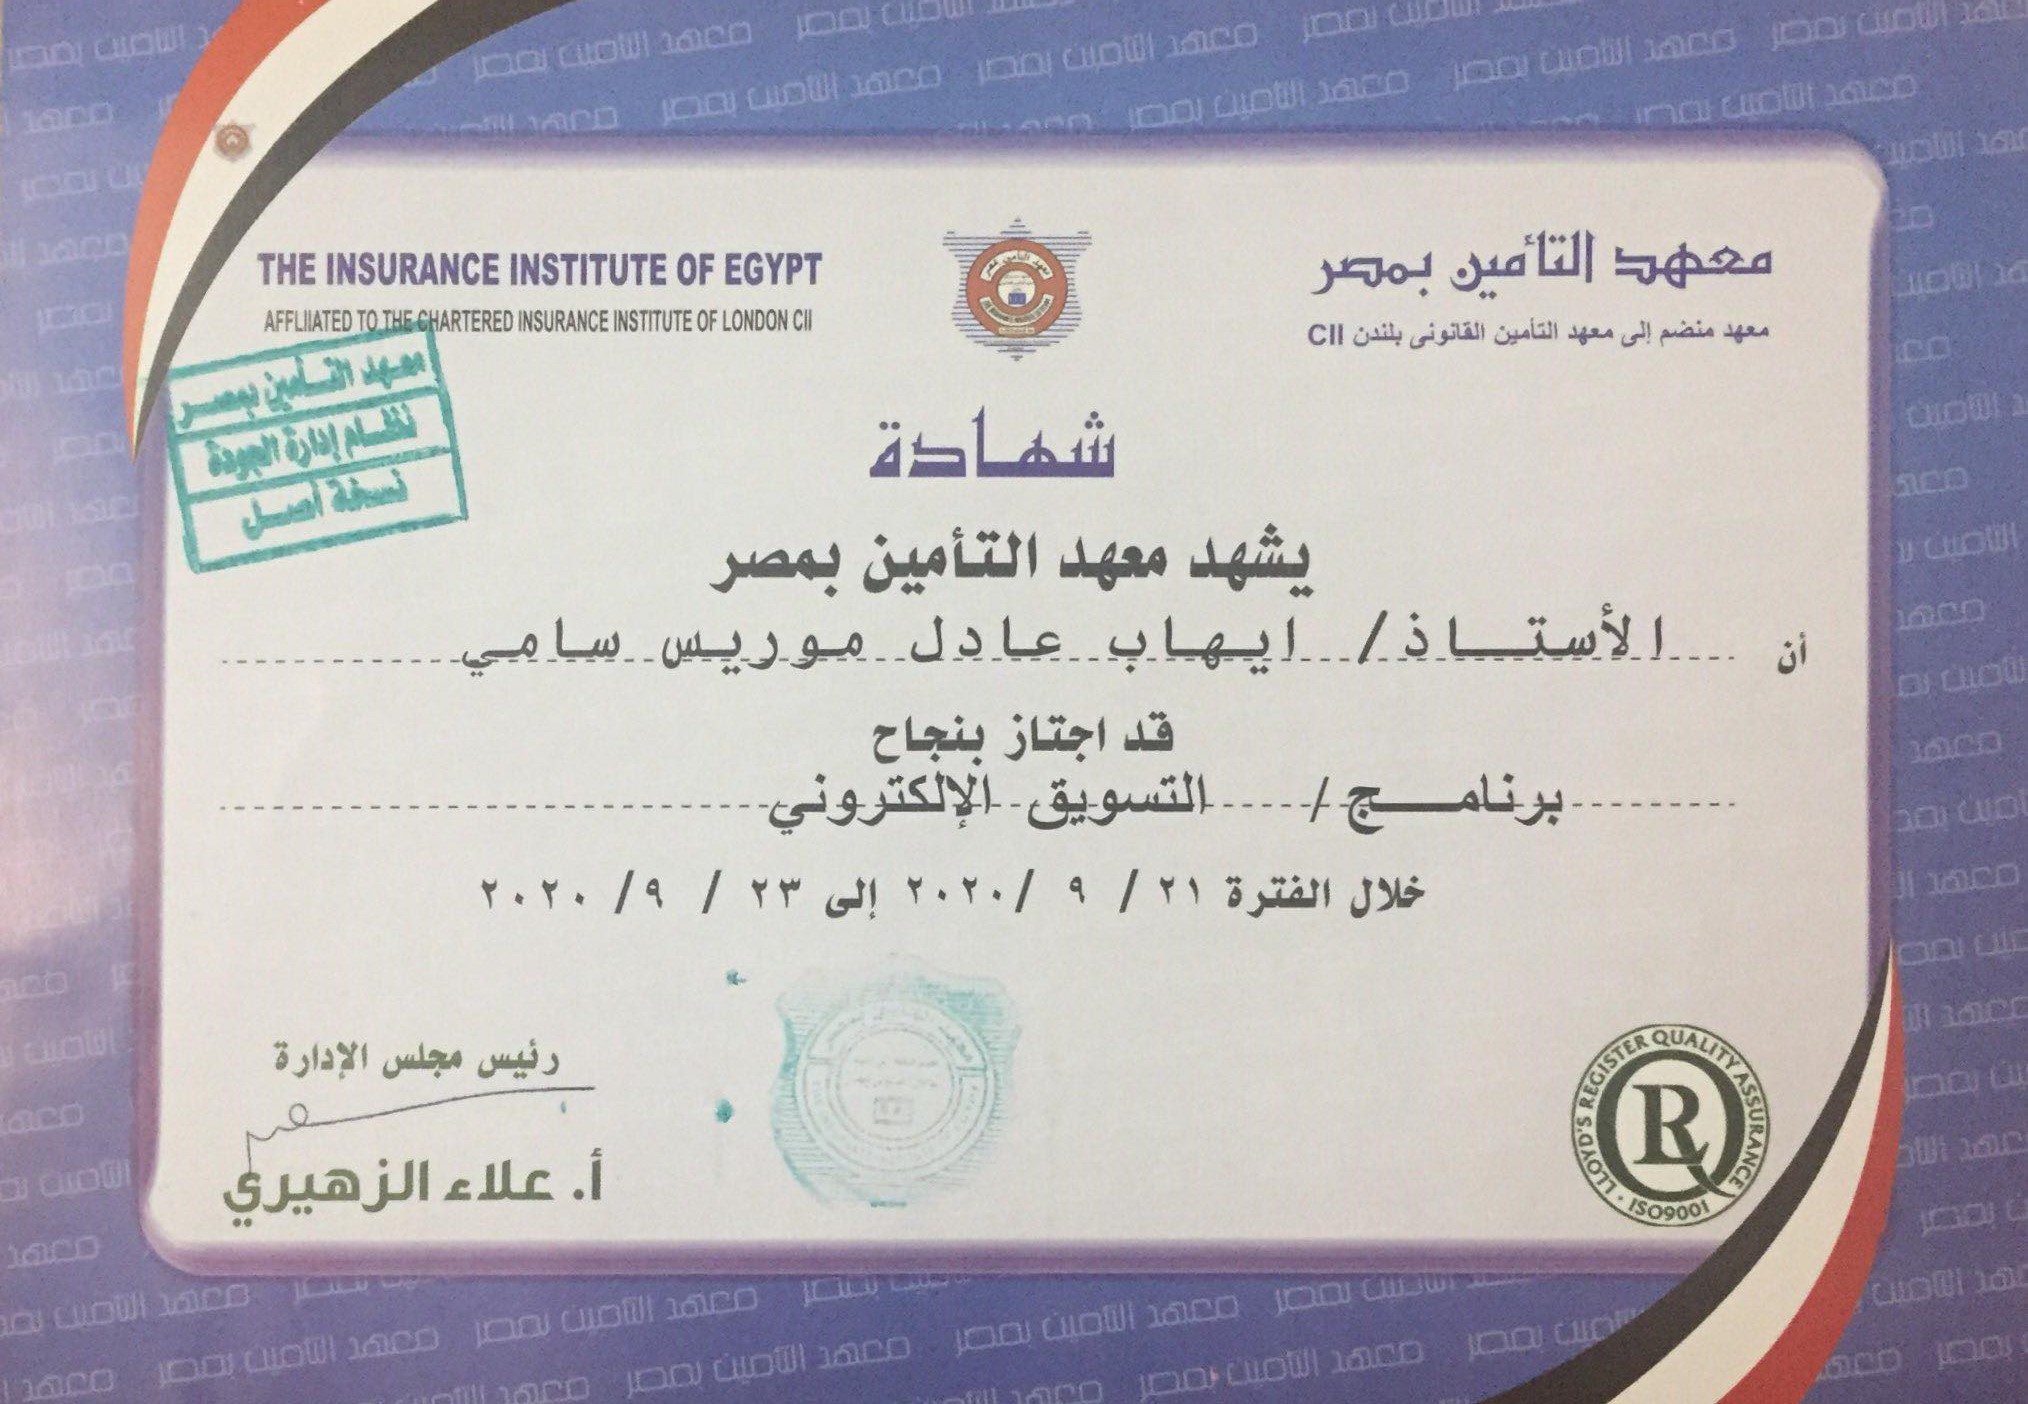 معهد التأمين بمصر
معهد منضم إلى معهد التأمين القانونى بلندن CII
THE INSURANCE INSTITUTE OF EGYPT
AFFLIIATED TO THE CHARTERED INSURANCE INSTITUTE OF LONDON CII
معهد التأمين بمصر
نظام إدارة الجودة
نسخة أصل
شهادة
يشهد معهد التأمين بمصر
أن الأستاذ/ ايهاب عادل موريس سامي
قد اجتاز بنجاح
برنامج / التسويق الإلكتروني
خلال الفترة ٢١ / ٩ /٢٠٢٠ إلى ٢٣ / ٩/ ٢٠٢٠
رئيس مجلس الإدارة
أ. علاء الزهيري
LLOYD'S REGISTER QUALITY ASSURANCE
LRQ
ISO9001